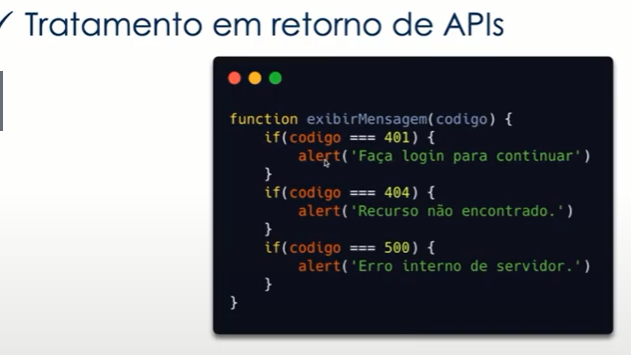 ✓ Tratamento em retorno de APIs
function exibirMensagem(codigo) {
    if(codigo === 401) {
        alert('Faça login para continuar')
    }
    if(codigo === 404) {
        alert('Recurso não encontrado.')
    }
    if(codigo === 500) {
        alert('Erro interno de servidor.')
    }
}